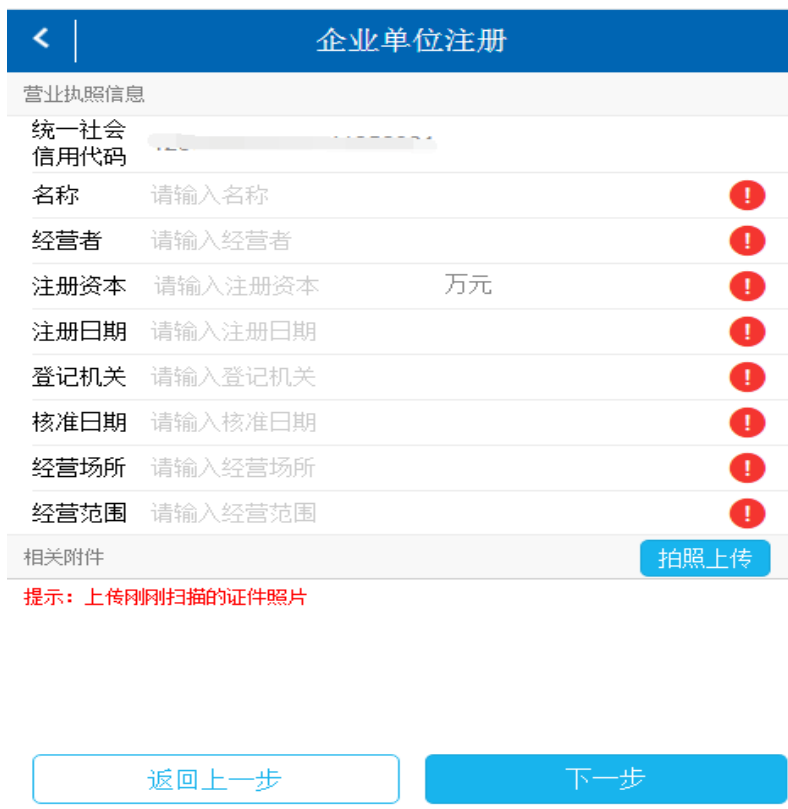 企业单位注册
营业执照信息
统一社会
信用代码
名称 请输入名称
经营者 请输入经营者
注册资本 请输入注册资本 万元
注册日期 请输入注册日期
登记机关 请输入登记机关
核准日期 请输入核准日期
经营场所 请输入经营场所
经营范围 请输入经营范围
相关附件 拍照上传
提示：上传刚刚扫描的证件照片
返回上一步 下一步